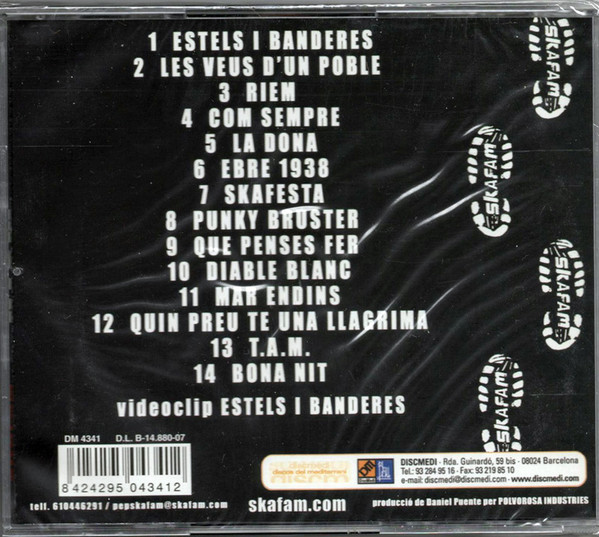 1 ESTELS I BANDERES
2 LES VEUS D'UN POBLE
3 RIEM
4 COM SEMPRE
5 LA DONA
6 EBRE 1938
7 SKAFESTA
8 PUNKY BRUSTER
9 QUE PENSES FER
10 DIABLE BLANC
11 MAR ENDINS
12 QUIN PREU TE UNA LLAGRIMA
13 T.A.M.
14 BONA NIT
videoclip ESTELS I BANDERES
SKAFAM
SKAFAM
SKAFAM
SKAFAM
DM 4341 D.L. B-14.880-07
8 424295 043412
telf. 610446291 / pepskafam@skafam.com
skafam.com
discmedi
discos del mediterrani
DISCMEDI - Rda. Guinardó, 59 bis - 08024 Barcelona
Tel.: 93 284 95 16 - Fax: 93 219 85 10
e-mail: discmedi@discmedi.com - www.discmedi.com
producció de Daniel Puente per POLVOROSA INDUSTRIES